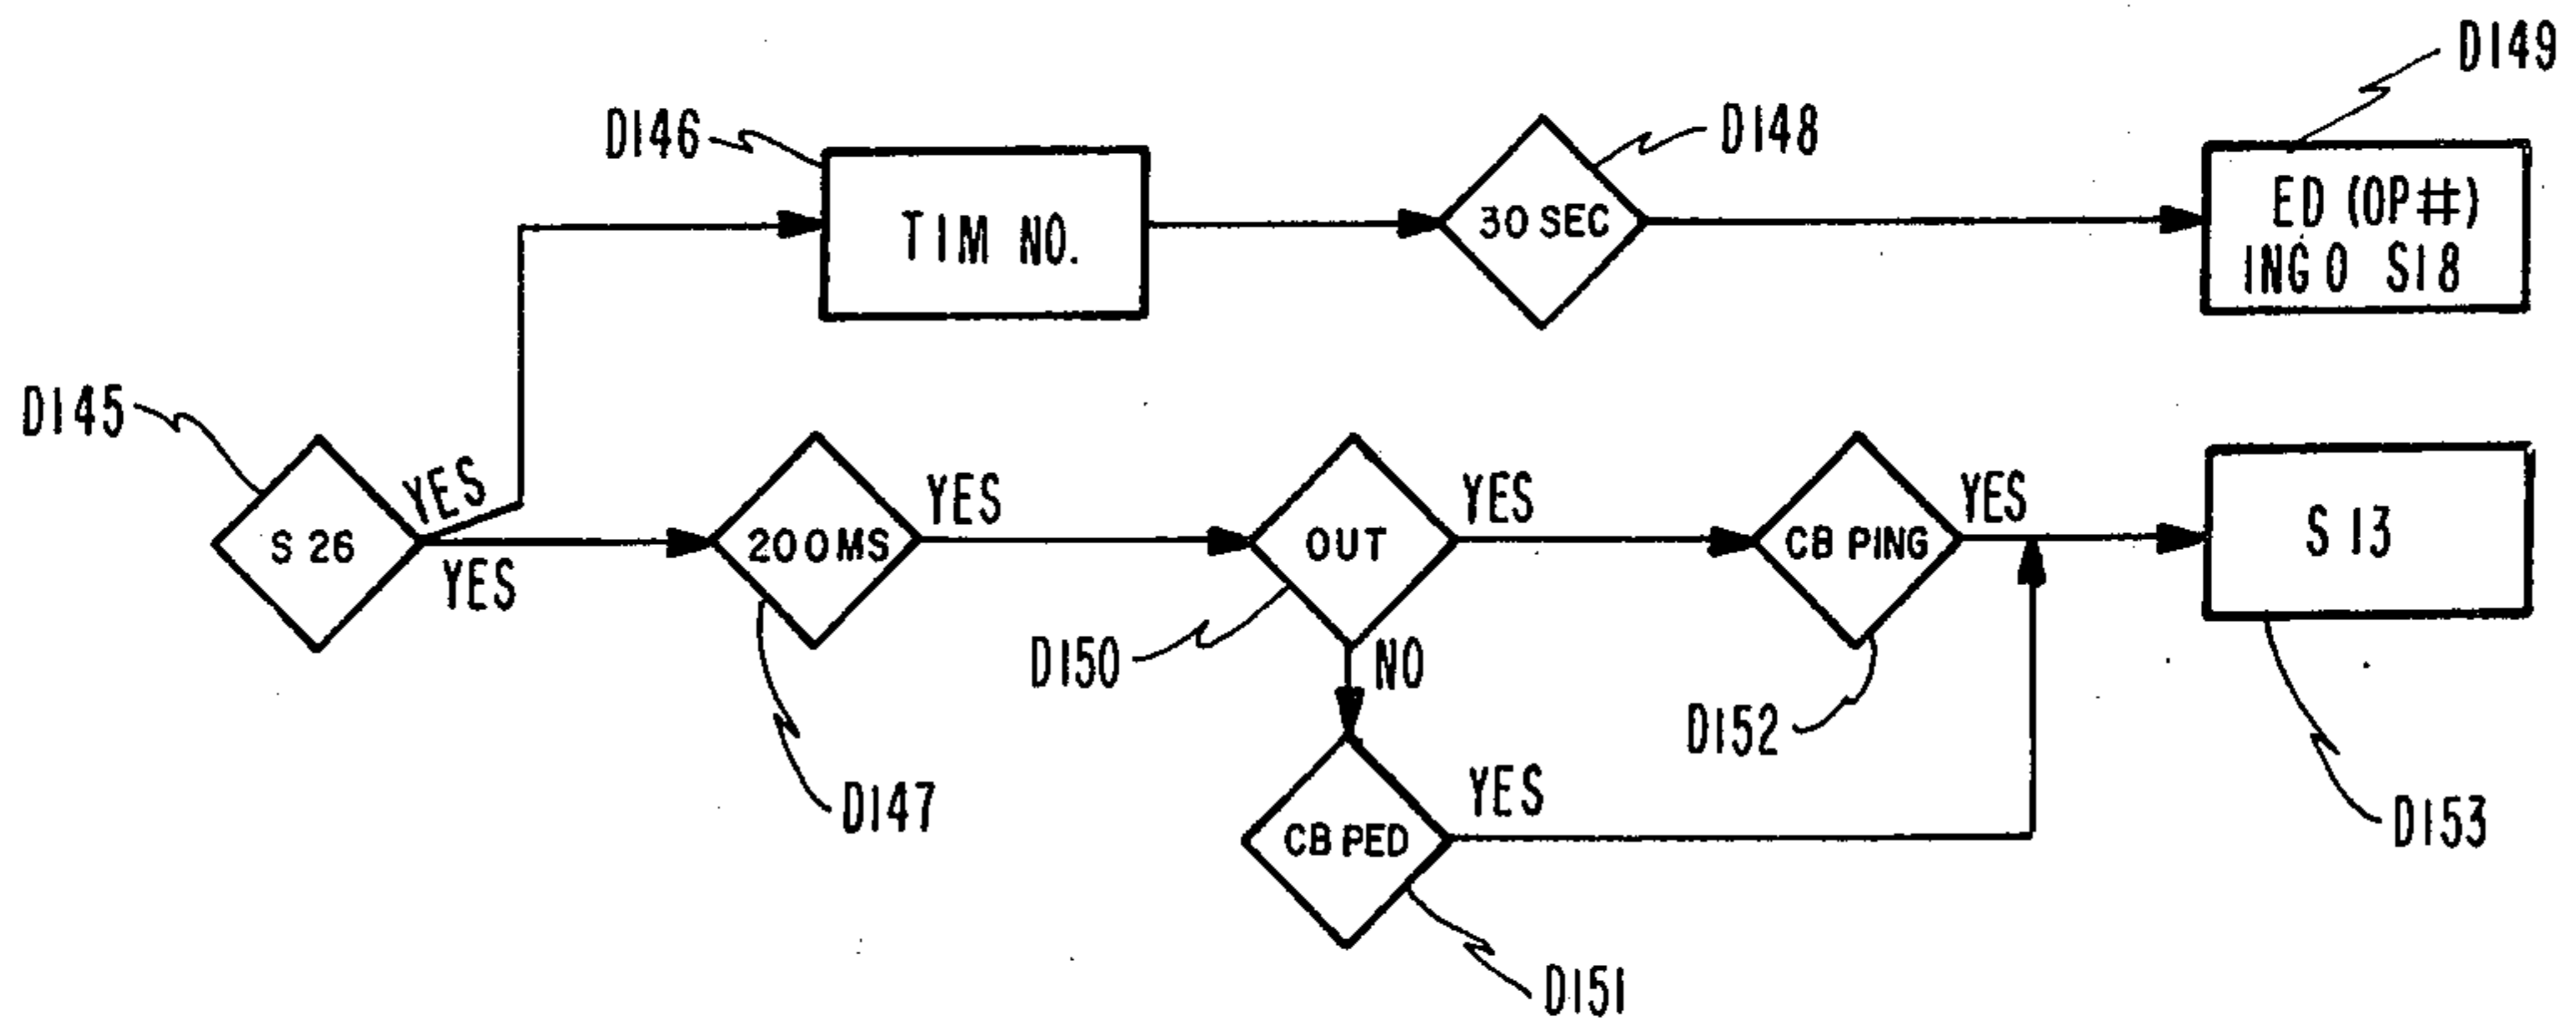 D149
D146
D148
TIM NO.
30 SEC
ED (OP#)
ING 0 S18
D145
YES
S 26
YES
200MS
YES
OUT
YES
CB PING
YES
S 13
D150
NO
D152
D147
CB PED
YES
D153
D151